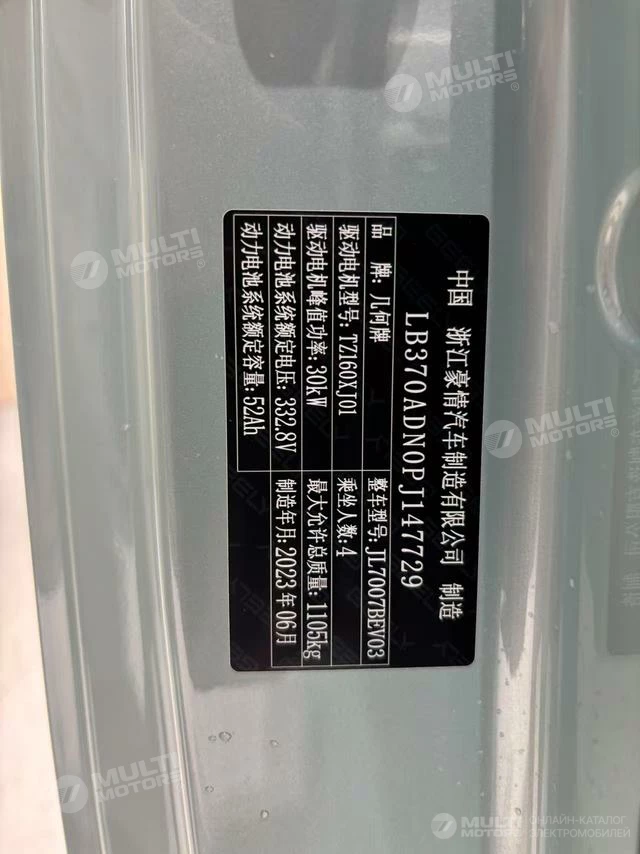 中国 浙江豪情汽车制造有限公司 制造
LB370ADN0PJ147729
品 牌: 几何牌 整车型号: JL7007BEV03
驱动电机型号: TZ160XJ01 乘坐人数: 4
驱动电机峰值功率: 30kW 最大允许总质量: 1105kg
动力电池系统额定电压: 332.8V 制造年月: 2023年06月
动力电池系统额定容量: 52Ah
MULTI
MOTORS®
MULTI
MOTORS®
MULTI
MOTORS®
MULTI
MOTORS®
MULTI
MOTORS
ОНЛАЙН-КАТАЛОГ
ЭЛЕКТРОМОБИЛЕЙ